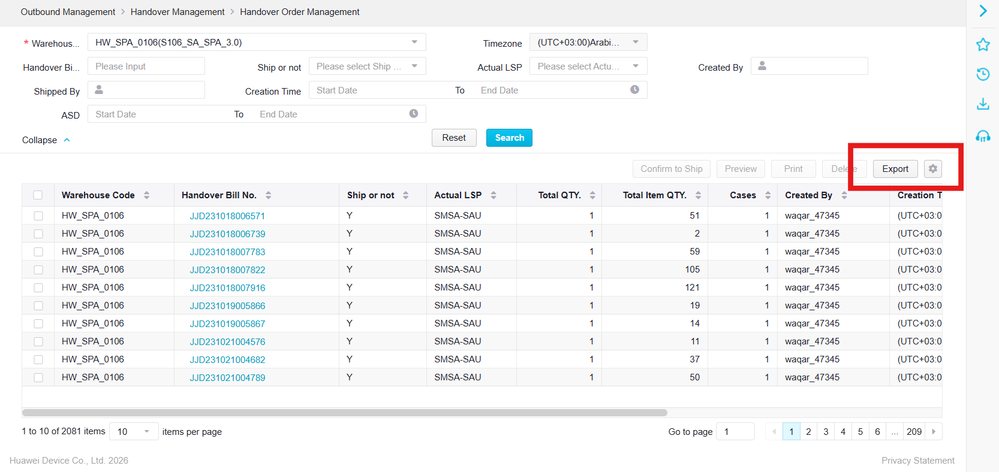 Outbound Management > Handover Management > Handover Order Management
* Warehous... HW_SPA_0106(S106_SA_SPA_3.0) Timezone (UTC+03:00)Arabi...
Handover Bi... Please Input Ship or not Please select Ship ... Actual LSP Please select Actu... Created By
Shipped By Creation Time Start Date To End Date
ASD Start Date To End Date
Collapse Reset Search
Confirm to Ship Preview Print Delete Export
Warehouse Code Handover Bill No. Ship or not Actual LSP Total QTY. Total Item QTY. Cases Created By Creation T
HW_SPA_0106 JJD231018006571 Y SMSA-SAU 1 51 1 waqar_47345 (UTC+03:0
HW_SPA_0106 JJD231018006739 Y SMSA-SAU 1 2 1 waqar_47345 (UTC+03:0
HW_SPA_0106 JJD231018007783 Y SMSA-SAU 1 59 1 waqar_47345 (UTC+03:0
HW_SPA_0106 JJD231018007822 Y SMSA-SAU 1 105 1 waqar_47345 (UTC+03:0
HW_SPA_0106 JJD231018007916 Y SMSA-SAU 1 121 1 waqar_47345 (UTC+03:0
HW_SPA_0106 JJD231019005866 Y SMSA-SAU 1 19 1 waqar_47345 (UTC+03:0
HW_SPA_0106 JJD231019005867 Y SMSA-SAU 1 14 1 waqar_47345 (UTC+03:0
HW_SPA_0106 JJD231021004576 Y SMSA-SAU 1 11 1 waqar_47345 (UTC+03:0
HW_SPA_0106 JJD231021004682 Y SMSA-SAU 1 37 1 waqar_47345 (UTC+03:0
HW_SPA_0106 JJD231021004789 Y SMSA-SAU 1 50 1 waqar_47345 (UTC+03:0
1 to 10 of 2081 items 10 items per page Go to page 1 1 2 3 4 5 6 ... 209
Huawei Device Co., Ltd. 2026 Privacy Statement
IT